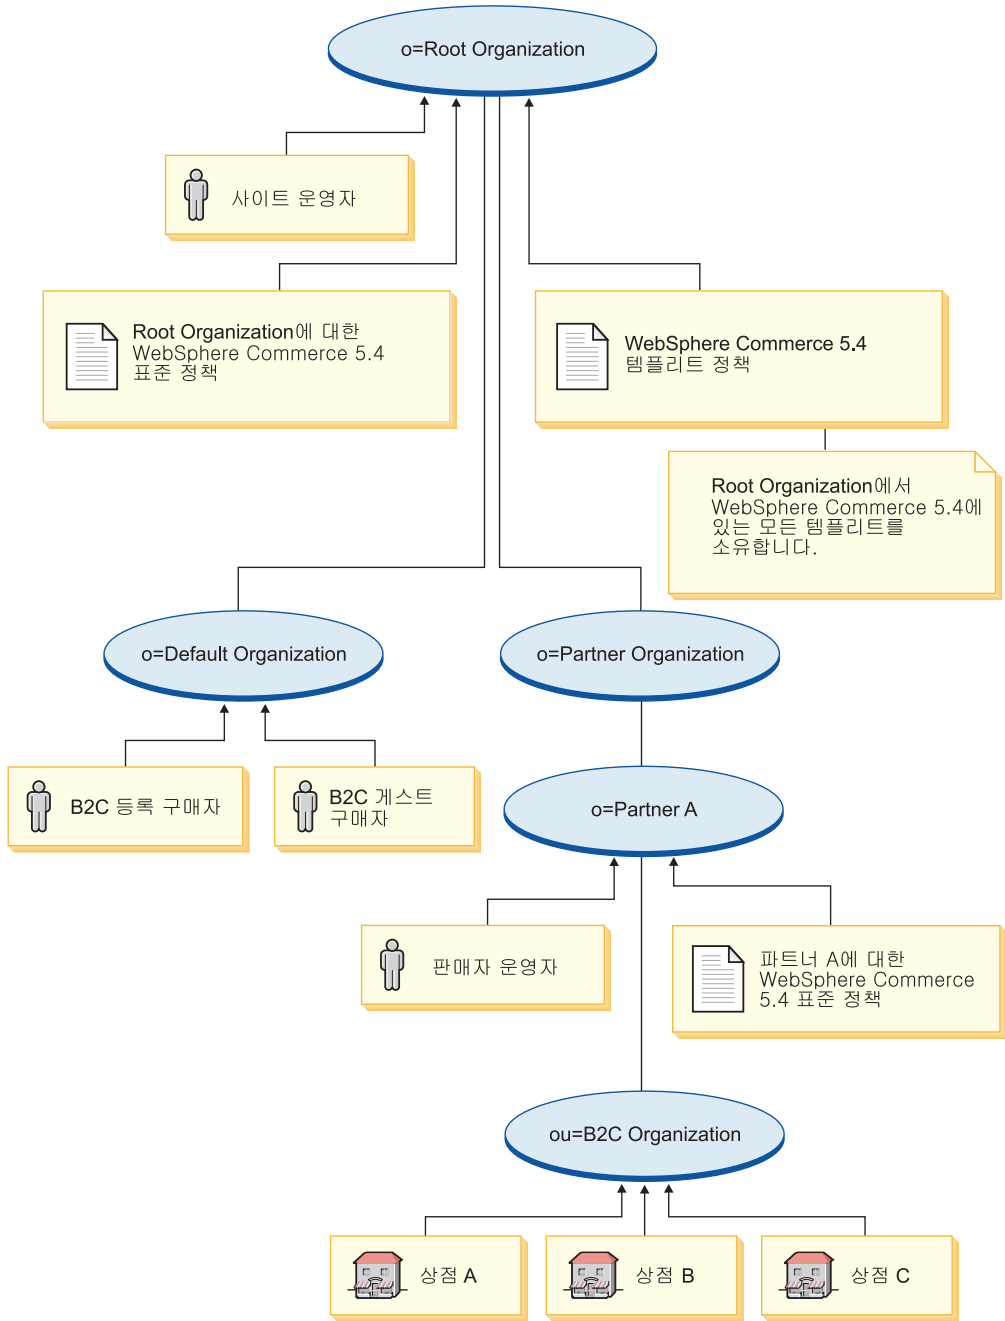 o=Root Organization
사이트 운영자
Root Organization에 대한
WebSphere Commerce 5.4
표준 정책
WebSphere Commerce 5.4
템플리트 정책
Root Organization에서
WebSphere Commerce 5.4에
있는 모든 템플리트를
소유합니다.
o=Default Organization
o=Partner Organization
B2C 등록 구매자
B2C 게스트
구매자
o=Partner A
판매자 운영자
파트너 A에 대한
WebSphere Commerce
5.4 표준 정책
ou=B2C Organization
상점 A
상점 B
상점 C